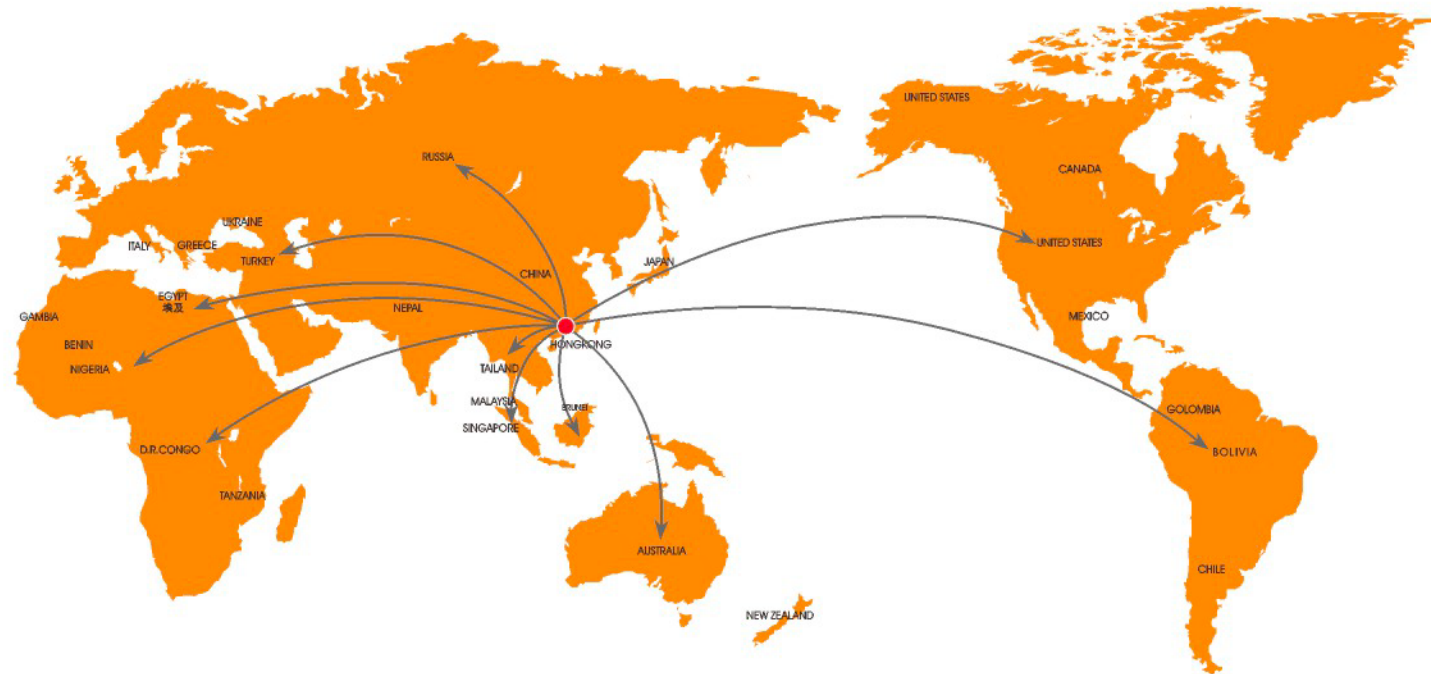 UNITED STATES
RUSSIA
CANADA
UKRAINE
ITALY
GREECE
UNITED STATES
TURKEY
JAPAN
CHINA
EGYPT
埃及
NEPAL
GAMBIA
MEXICO
BENIN
HONGKONG
NIGERIA
TAILAND
MALAYSIA
BRUNEI
GOLOMBIA
SINGAPORE
D.R.CONGO
BOLIVIA
TANZANIA
AUSTRALIA
CHILE
NEW ZEALAND